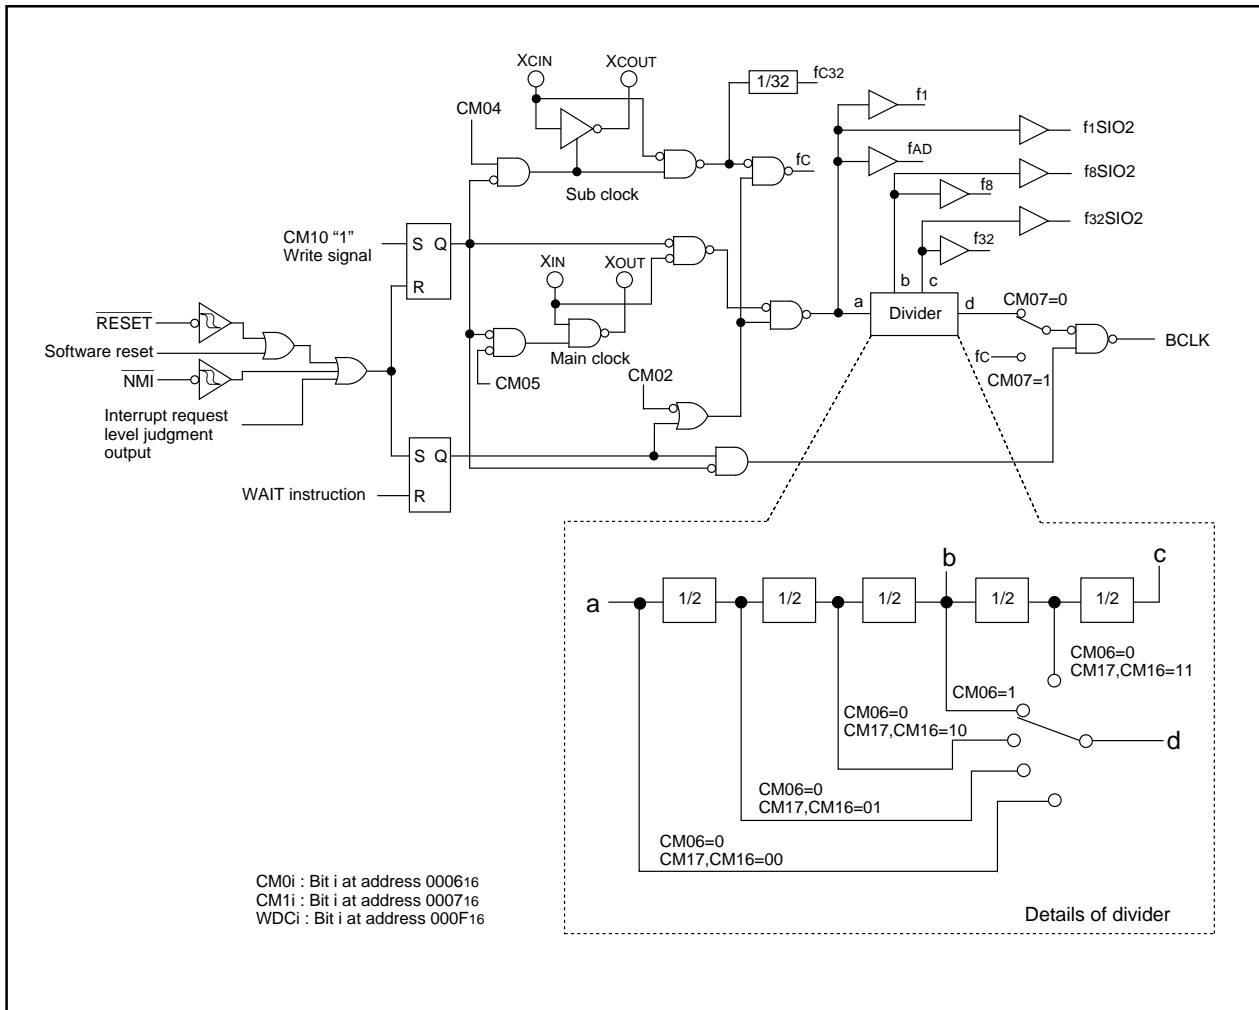 XCIN
XCOUT
1/32
fC32
CM04
f1
f1SIO2
fAD
fC
f8SIO2
Sub clock
f8
f32SIO2
CM10 “1”
Write signal
S Q
R
f32
XIN
XOUT
b c
a
Divider
d
CM07=0
RESET
Software reset
NMI
Main clock
BCLK
fC
CM07=1
CM05
CM02
Interrupt request
level judgment
output
S Q
R
WAIT instruction
b
c
a
1/2
1/2
1/2
1/2
1/2
CM06=0
CM17,CM16=11
CM06=1
CM06=0
CM17,CM16=10
d
CM06=0
CM17,CM16=01
CM06=0
CM17,CM16=00
CM0i : Bit i at address 000616
CM1i : Bit i at address 000716
WDCi : Bit i at address 000F16
Details of divider